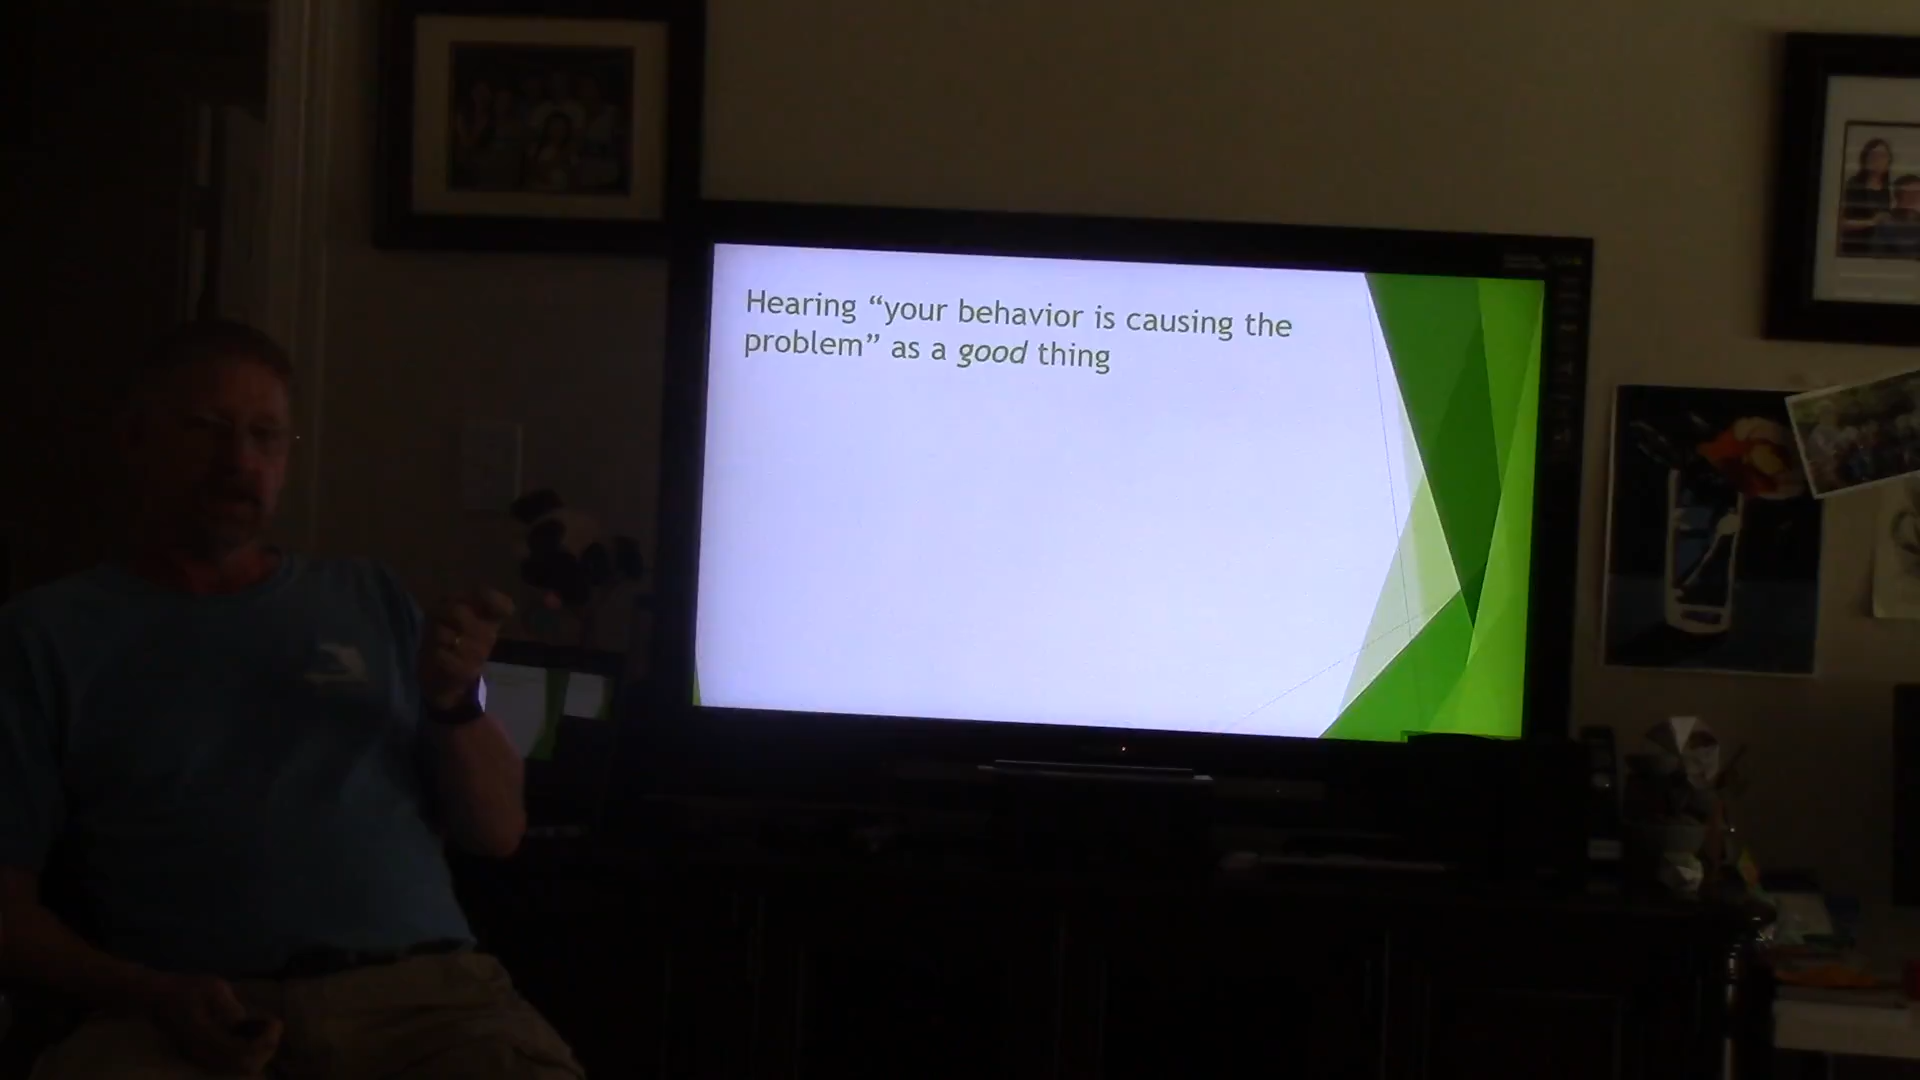 Hearing “your behavior is causing the
problem” as a good thing